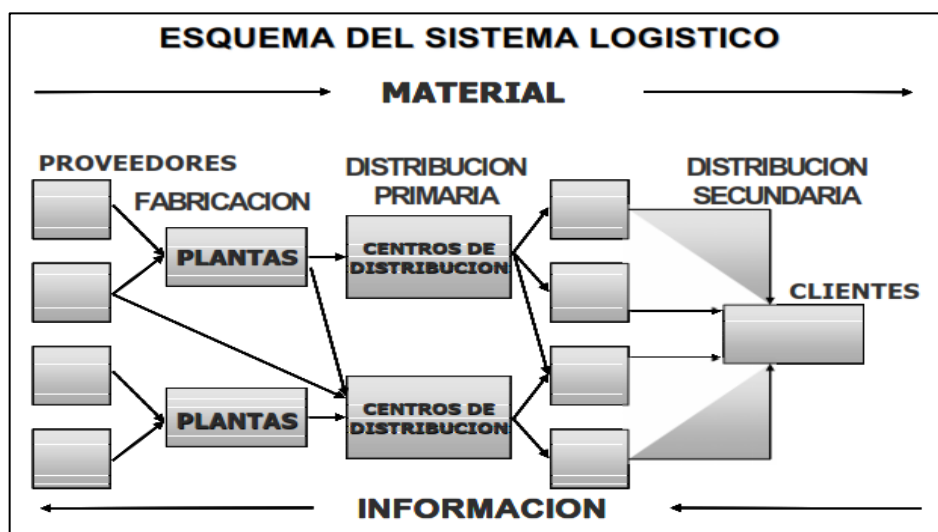 ESQUEMA DEL SISTEMA LOGISTICO
MATERIAL
PROVEEDORES
FABRICACION
DISTRIBUCION
PRIMARIA
DISTRIBUCION
SECUNDARIA
PLANTAS
CENTROS DE
DISTRIBUCION
CLIENTES
PLANTAS
CENTROS DE
DISTRIBUCION
INFORMACION